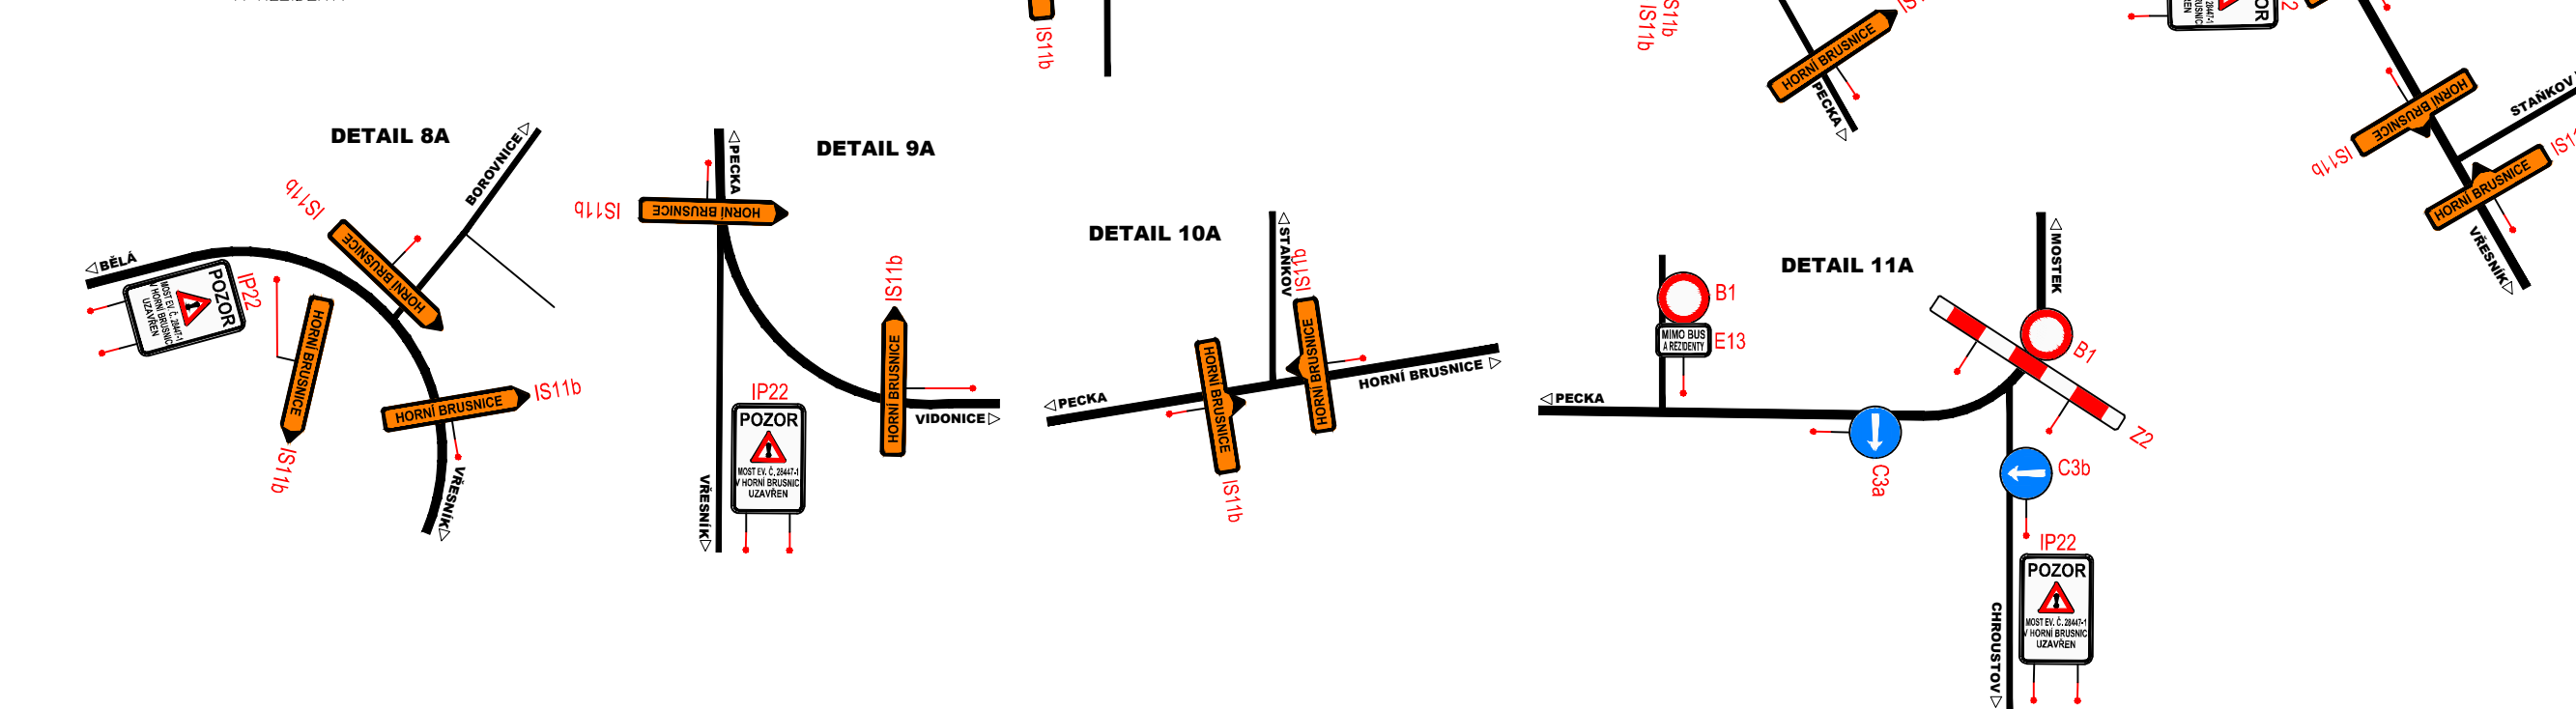 IS11b
IS11b
IS11b
HORNÍ BRUSNICE
PECKA
HORNÍ BRUSNICE
IS11b
STAŇKOV
HORNÍ BRUSNICE
VŘESNÍK
DETAIL 8A
BOROVNICE
IS11b
HORNÍ BRUSNICE
BĚLÁ
IP22
POZOR
MOST EV. Č. 28447-1
V HORNÍ BRUSNIC
UZAVŘEN
HORNÍ BRUSNICE
IS11b
HORNÍ BRUSNICE
IS11b
VŘESNÍK
DETAIL 9A
PECKA
IS11b
HORNÍ BRUSNICE
IS11b
HORNÍ BRUSNICE
VIDONICE
IP22
POZOR
MOST EV. Č. 28447-1
V HORNÍ BRUSNIC
UZAVŘEN
VŘESNÍK
DETAIL 10A
STAŇKOV
IS11b
HORNÍ BRUSNICE
HORNÍ BRUSNICE
IS11b
PECKA
HORNÍ BRUSNICE
DETAIL 11A
MOSTEK
B1
MIMO BUS
A REZIDENTY
E13
B1
Z2
PECKA
C3a
C3b
IP22
POZOR
MOST EV. Č. 28447-1
V HORNÍ BRUSNIC
UZAVŘEN
CHROUSTOV